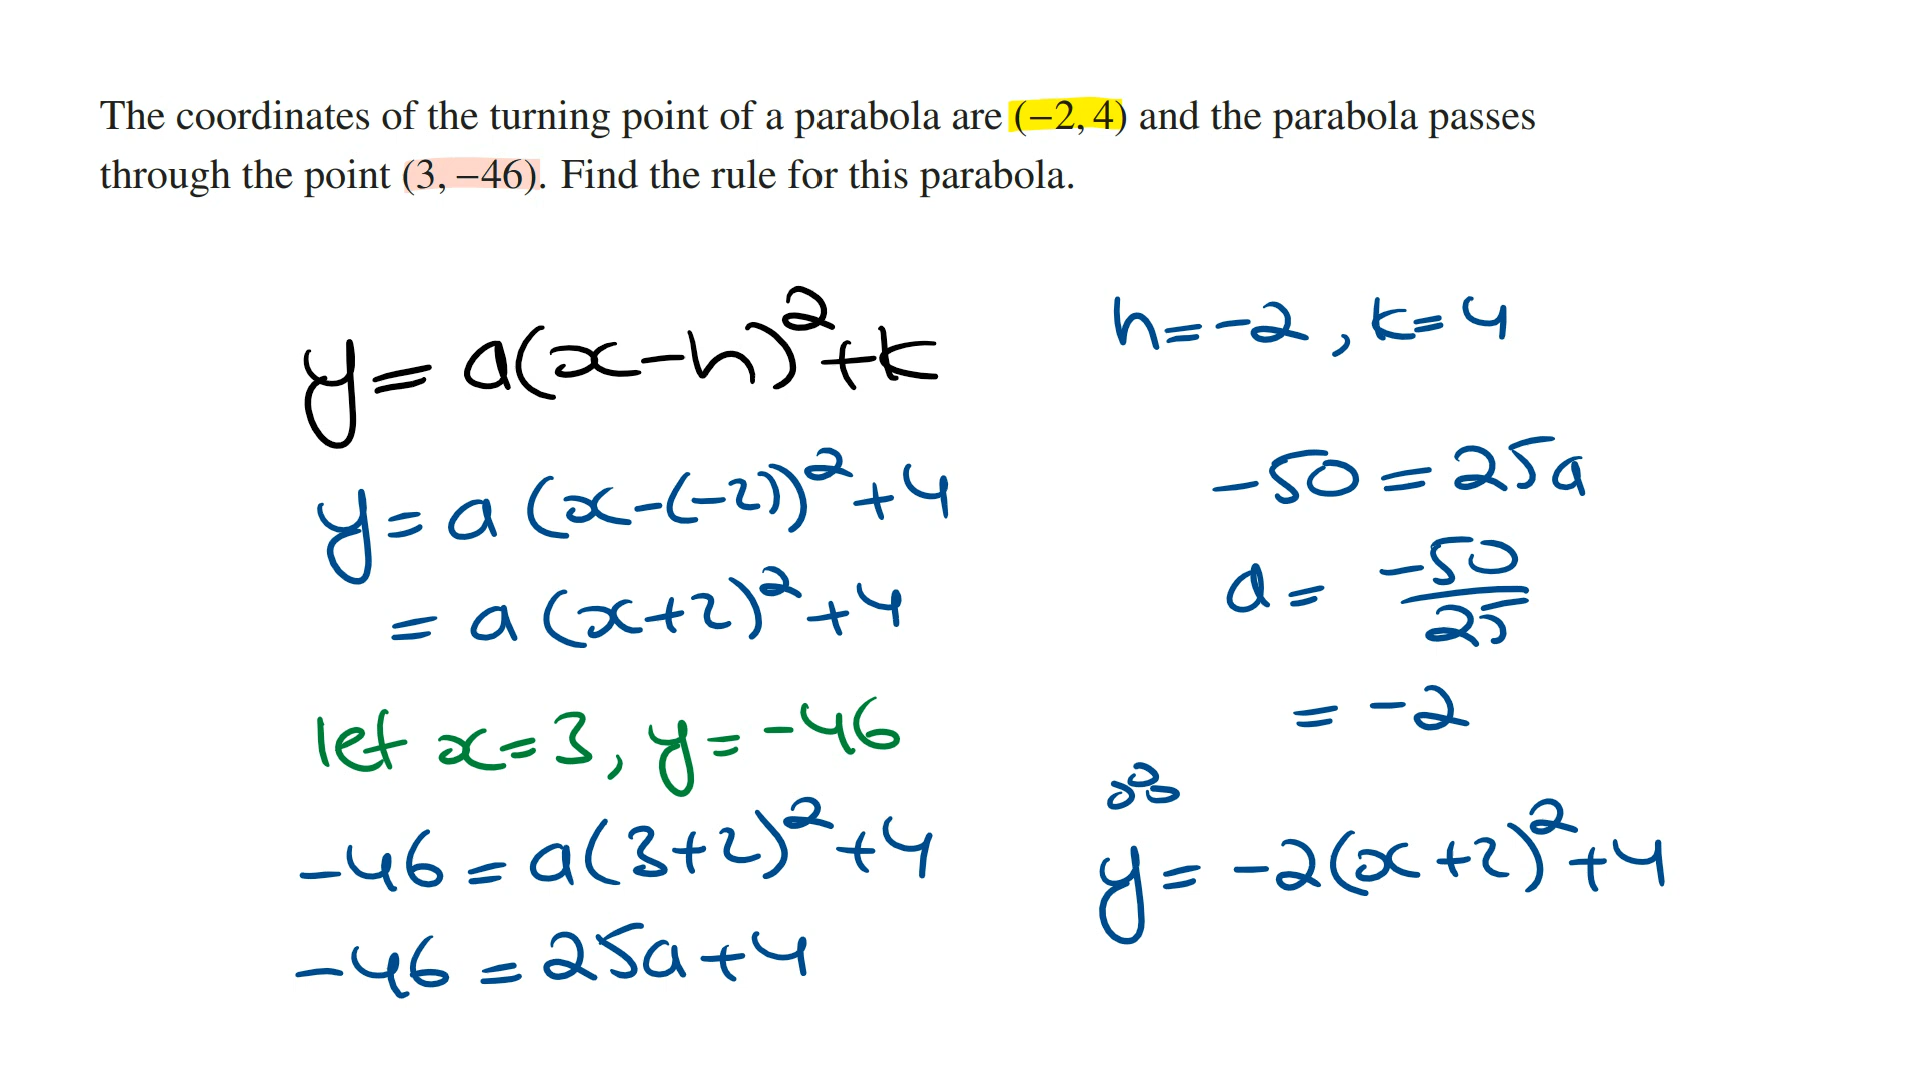 The coordinates of the turning point of a parabola are (−2, 4) and the parabola passes
through the point (3, −46). Find the rule for this parabola.
y = a(x-h)²+k
y = a (x-(-2))²+4
= a (x+2)²+4
let x=3, y=-46
-46 = a(3+2)²+4
-46 = 25a+4
h=-2, k=4
-50 = 25a
a = -50/25
= -2
∴
y = -2(x+2)²+4